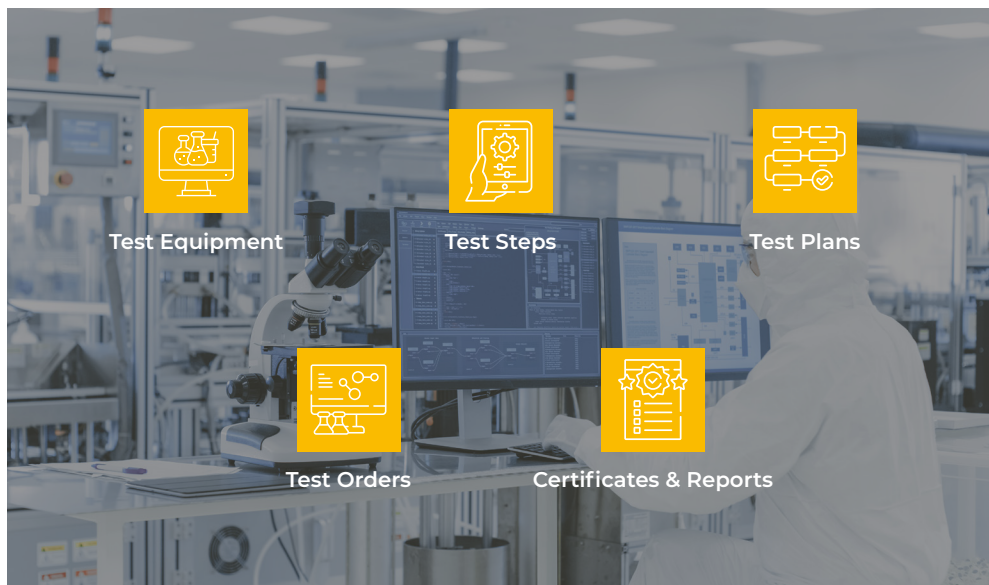 Test Equipment
Test Steps
Test Plans
Test Orders
Certificates & Reports